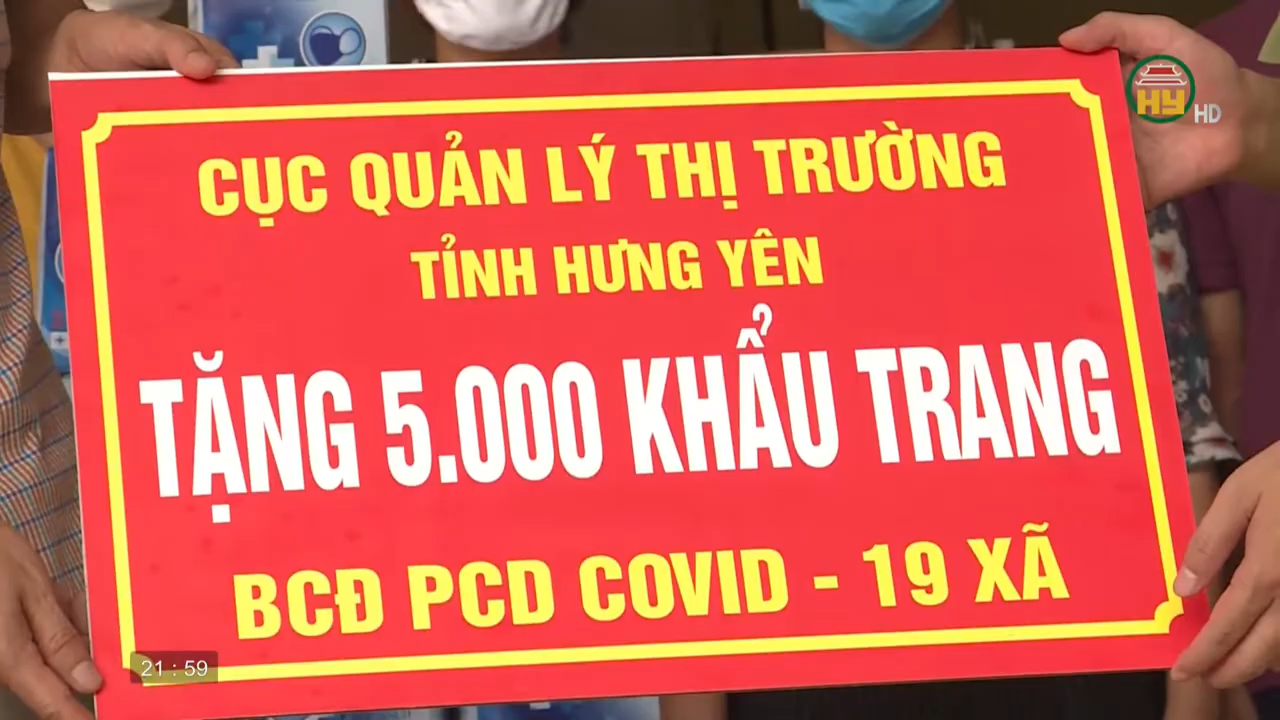 HY HD
CỤC QUẢN LÝ THỊ TRƯỜNG
TỈNH HƯNG YÊN
TẶNG 5.000 KHẨU TRANG
BCĐ PCD COVID - 19 XÃ
21 : 59